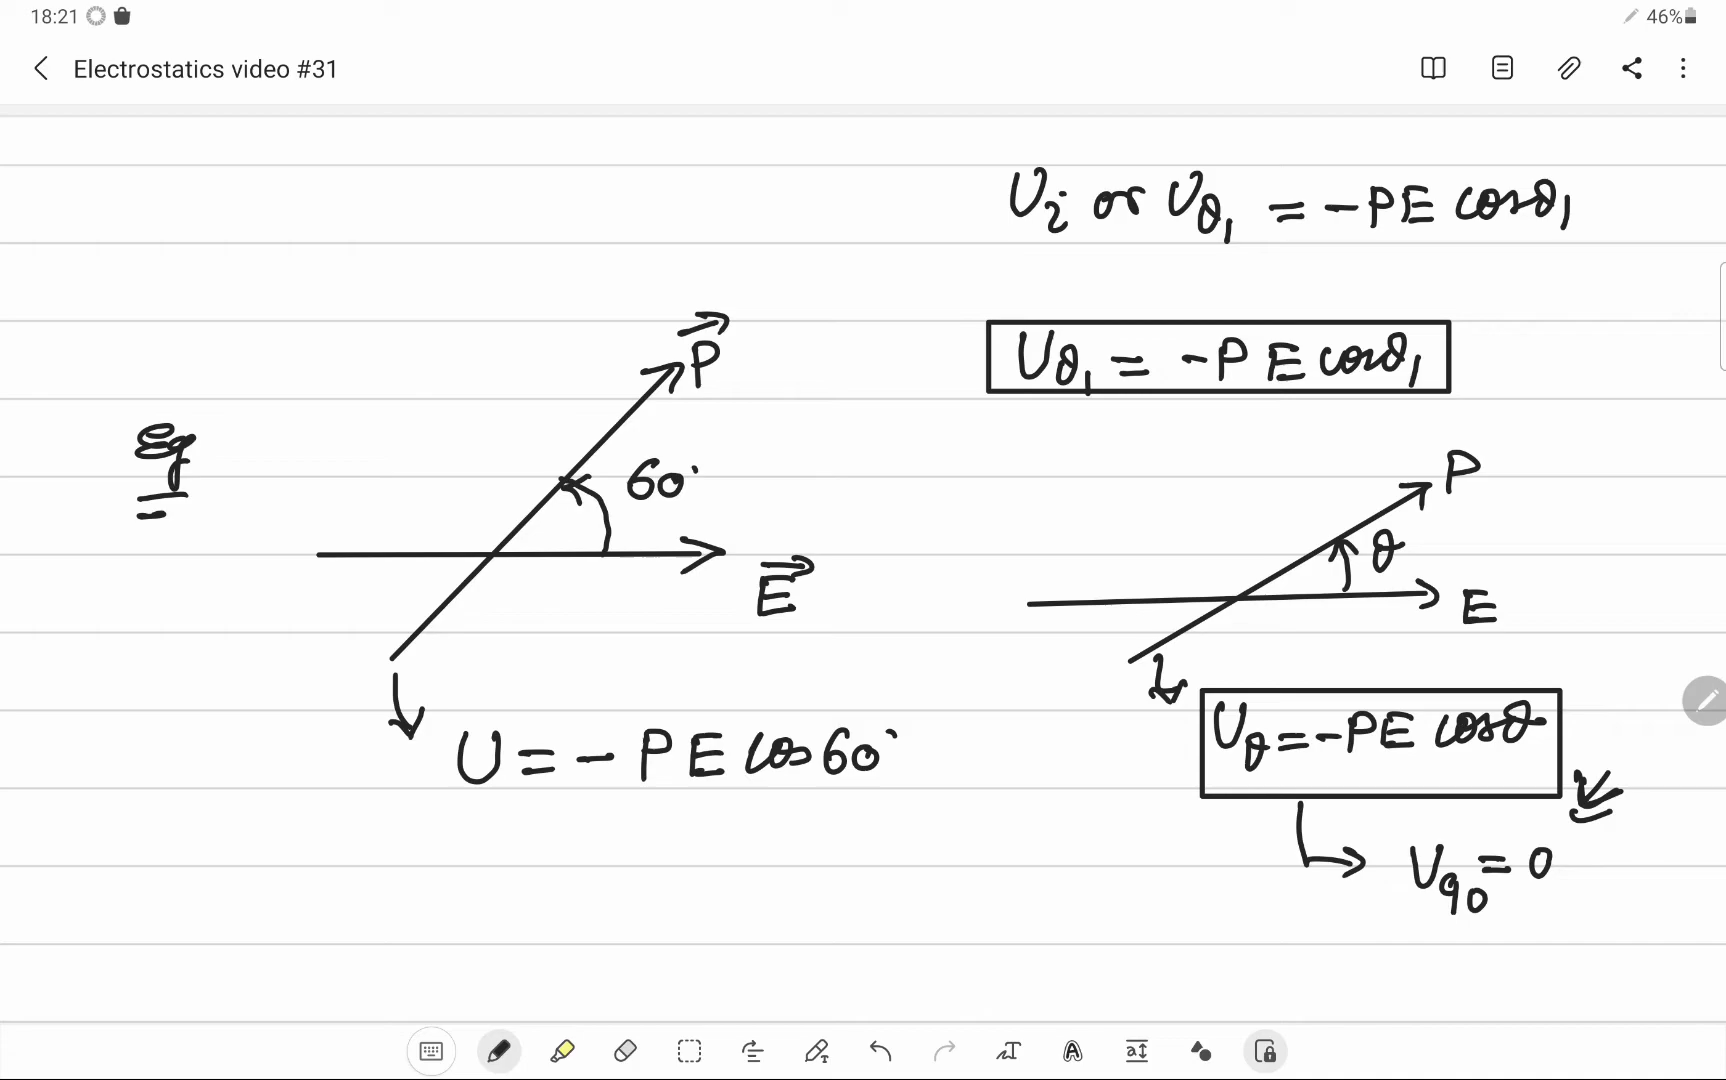 18:21 46%
Electrostatics video #31
Ui or Uθ₁ = -PE cosθ₁
P
Uθ₁ = -PE cosθ₁
eg
60°
E
P
θ
E
U = - PE cos60°
Uθ = -PE cosθ
U90 = 0